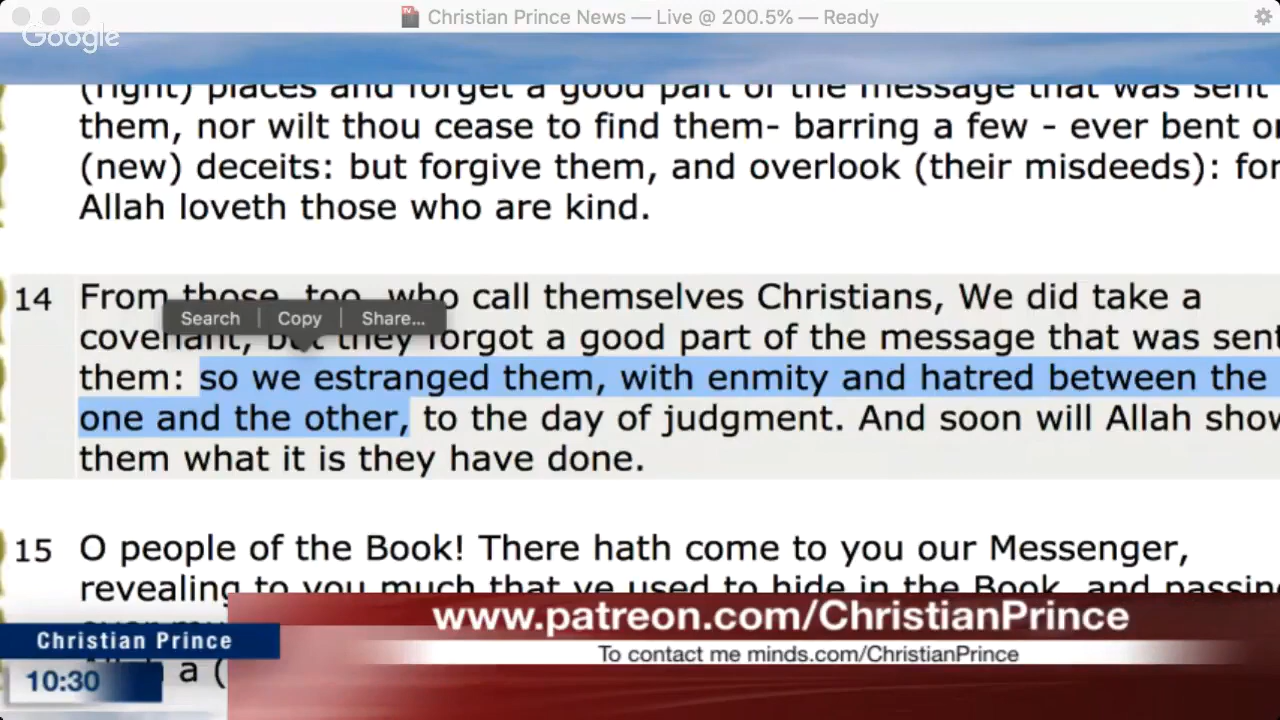 Christian Prince News — Live @ 200.5% — Ready
Google
(right) places and forget a good part of the message that was sent
them, nor wilt thou cease to find them- barring a few - ever bent on
(new) deceits: but forgive them, and overlook (their misdeeds): for
Allah loveth those who are kind.
14 From those, too, who call themselves Christians, We did take a
Search Copy Share...
covenant, but they forgot a good part of the message that was sent
them: so we estranged them, with enmity and hatred between the
one and the other, to the day of judgment. And soon will Allah show
them what it is they have done.
15 O people of the Book! There hath come to you our Messenger,
revealing to you much that ye used to hide in the Book, and passing
www.patreon.com/ChristianPrince
Christian Prince
To contact me minds.com/ChristianPrince
a (
10:30